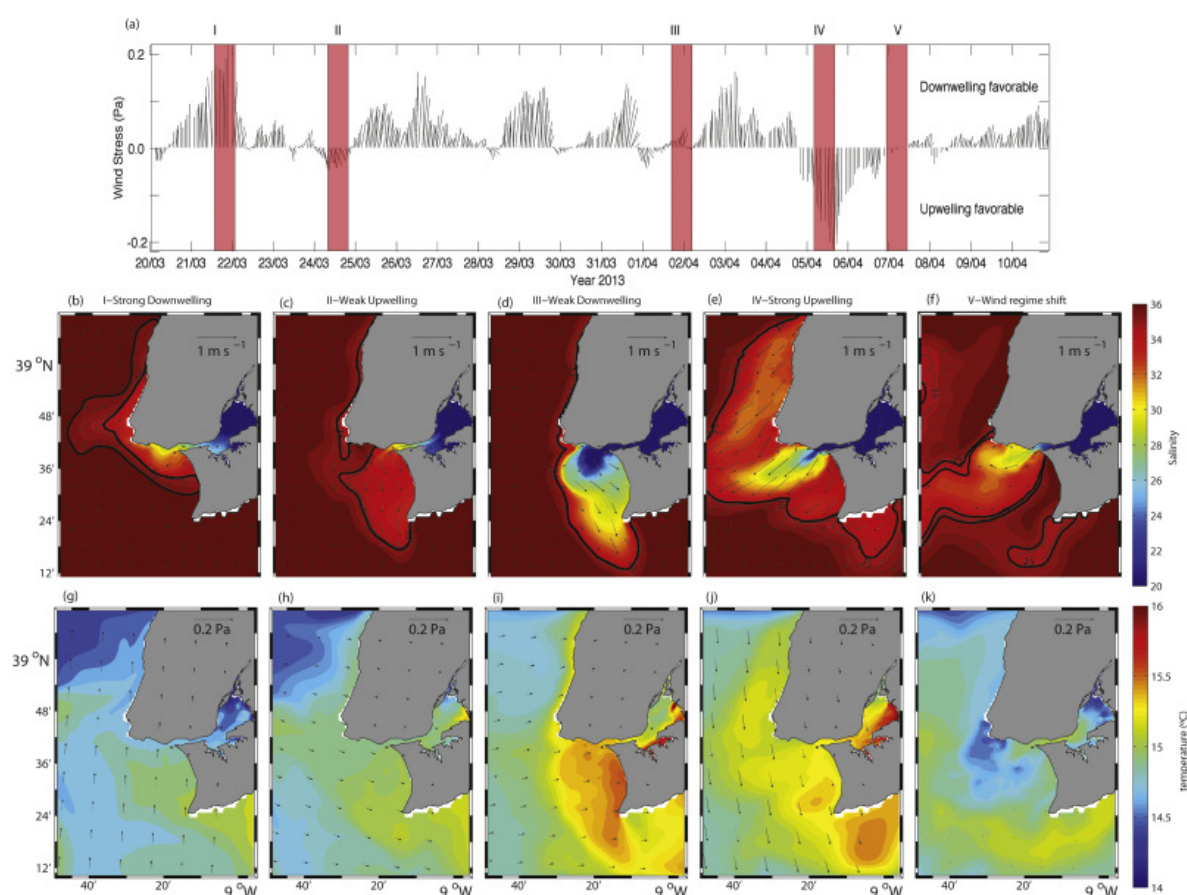 (a)
I II III IV V
0.2
0.0
-0.2
Wind Stress (Pa)
Downwelling favorable
Upwelling favorable
20/03 21/03 22/03 23/03 24/03 25/03 26/03 27/03 28/03 29/03 30/03 31/03 01/04 02/04 03/04 04/04 05/04 06/04 07/04 08/04 09/04 10/04
Year 2013
(b) I-Strong Downwelling (c) II-Weak Upwelling (d) III-Weak Downwelling (e) IV-Strong Upwelling (f) V-Wind regime shift
1 m s⁻¹ 1 m s⁻¹ 1 m s⁻¹ 1 m s⁻¹ 1 m s⁻¹
39 °N
48'
36'
24'
12'
36
34
32
30
28
26
24
22
20
Salinity
(g) (h) (i) (j) (k)
0.2 Pa 0.2 Pa 0.2 Pa 0.2 Pa 0.2 Pa
39 °N
48'
36'
24'
12'
40' 20' 9 °W 40' 20' 9 °W 40' 20' 9 °W 40' 20' 9 °W 40' 20' 9 °W
16
15.5
15
14.5
14
temperature (ºC)